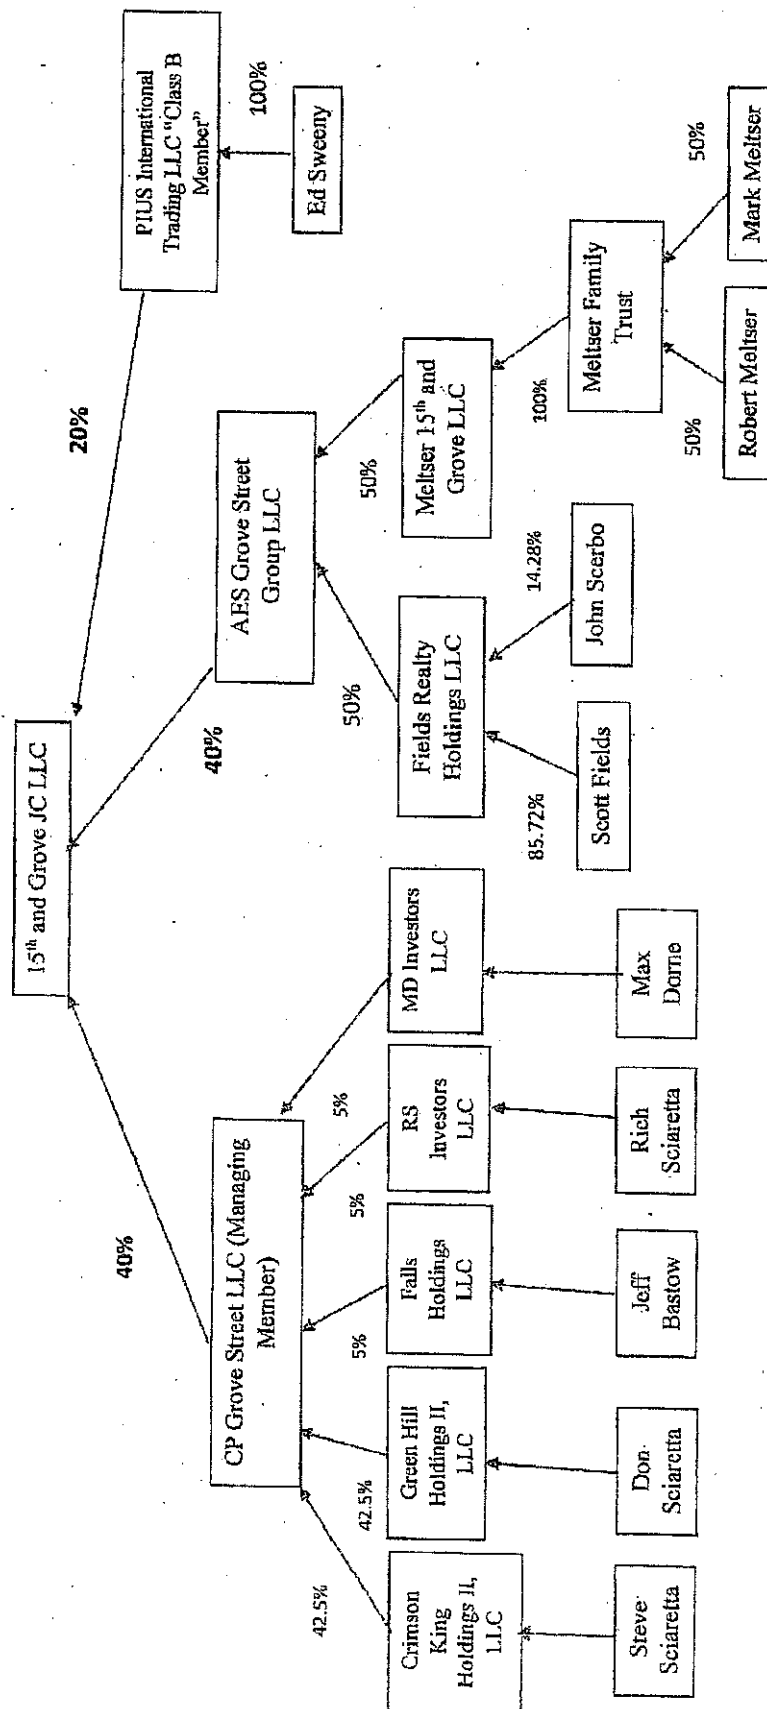 15th and Grove JC LLC
40%
40%
20%
CP Grove Street LLC (Managing
Member)
AES Grove Street
Group LLC
PIUS International
Trading LLC "Class B
Member"
100%
Ed Sweeny
42.5%
42.5%
5%
5%
5%
50%
50%
Crimson
King
Holdings II,
LLC
Green Hill
Holdings II,
LLC
Falls
Holdings
LLC
RS
Investors
LLC
MD Investors
LLC
Fields Realty
Holdings LLC
Meltser 15th and
Grove LLC
85.72%
14.28%
100%
Meltser Family
Trust
50%
50%
Steve
Sciaretta
Don
Sciaretta
Jeff
Bastow
Rich
Sciaretta
Max
Dorne
Scott Fields
John Scerbo
Robert Meltser
Mark Meltser